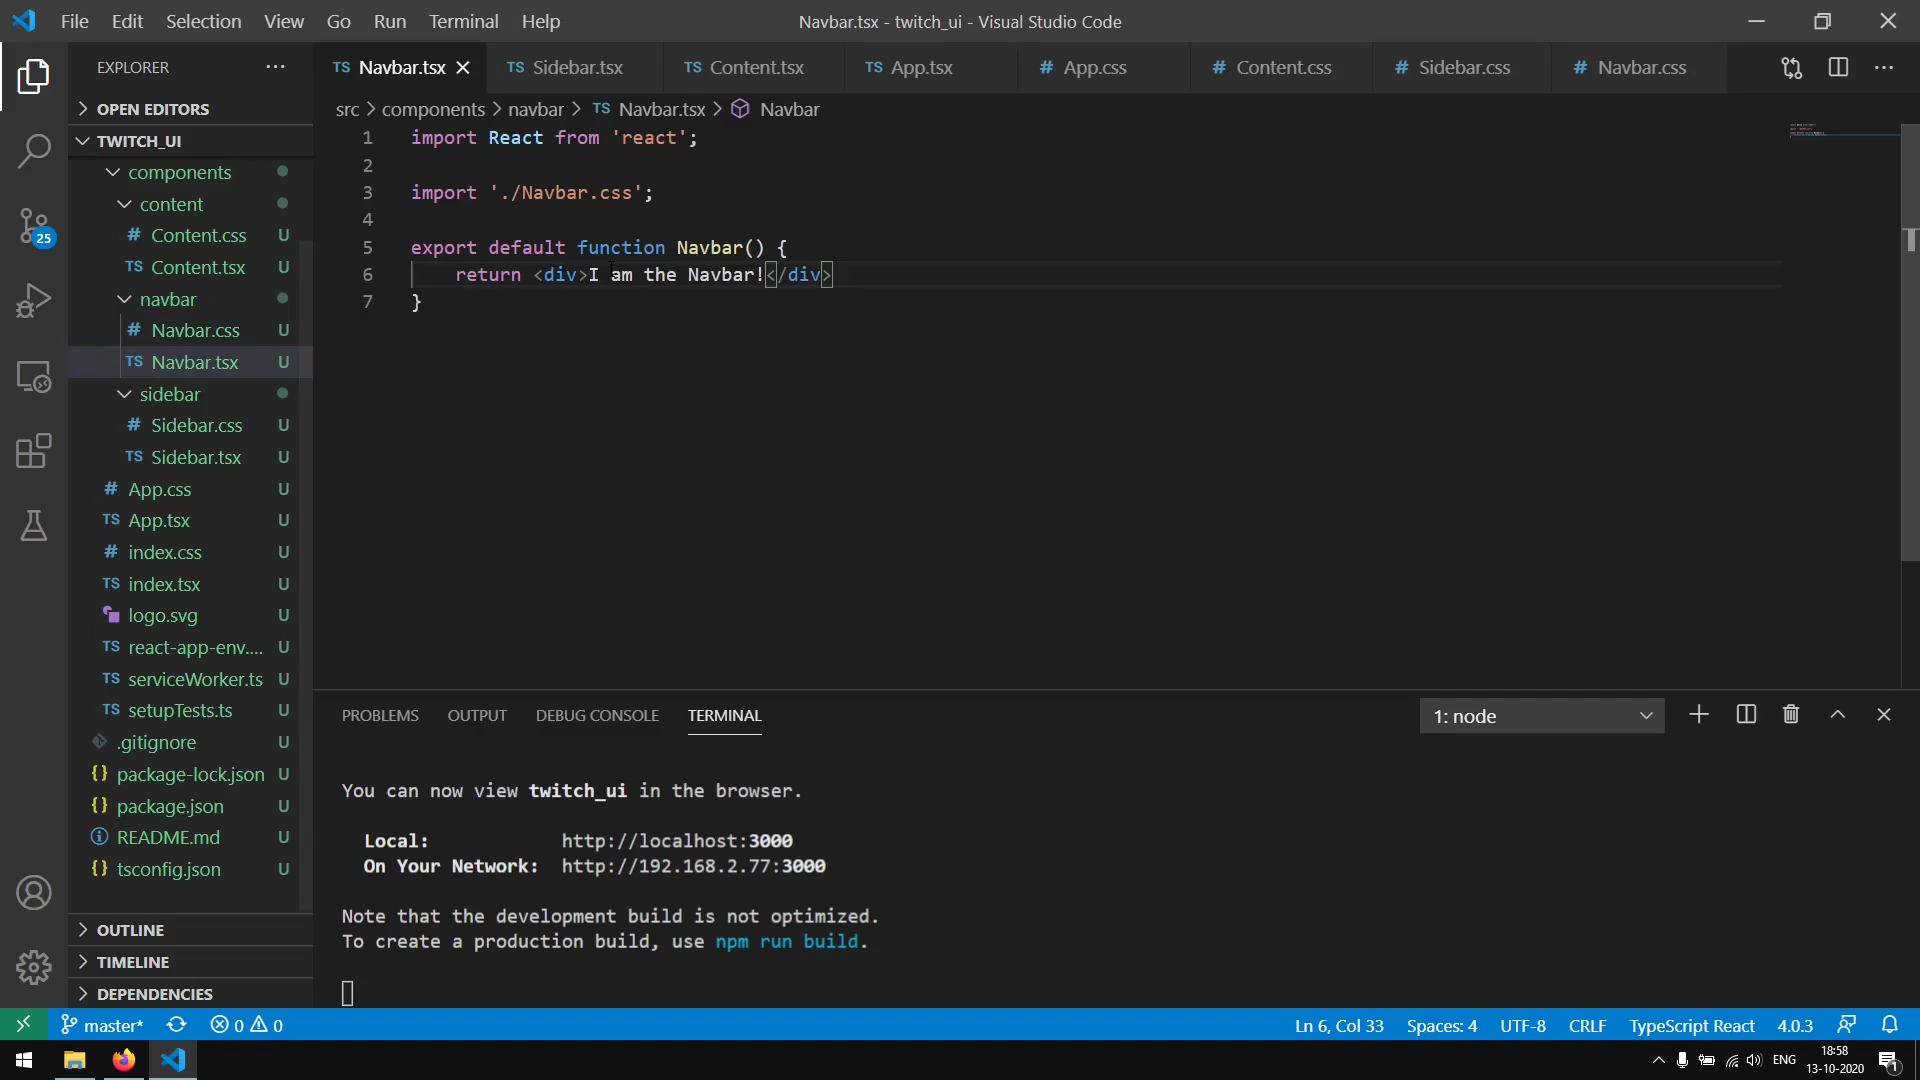 File Edit Selection View Go Run Terminal Help
Navbar.tsx - twitch_ui - Visual Studio Code
EXPLORER
TS Navbar.tsx TS Sidebar.tsx TS Content.tsx TS App.tsx # App.css # Content.css # Sidebar.css # Navbar.css
OPEN EDITORS
TWITCH_UI
components
content
# Content.css U
TS Content.tsx U
navbar
# Navbar.css U
TS Navbar.tsx U
sidebar
# Sidebar.css U
TS Sidebar.tsx U
# App.css U
TS App.tsx U
# index.css U
TS index.tsx U
logo.svg U
TS react-app-env.... U
TS serviceWorker.ts U
TS setupTests.ts U
.gitignore U
{} package-lock.json U
{} package.json U
README.md U
{} tsconfig.json U
OUTLINE
TIMELINE
DEPENDENCIES
25
src > components > navbar > TS Navbar.tsx > Navbar
1 import React from 'react';
2
3 import './Navbar.css';
4
5 export default function Navbar() {
6 return <div>I am the Navbar!</div>
7 }
PROBLEMS OUTPUT DEBUG CONSOLE TERMINAL
1: node
You can now view twitch_ui in the browser.
Local: http://localhost:3000
On Your Network: http://192.168.2.77:3000
Note that the development build is not optimized.
To create a production build, use npm run build.
master* 0 0
Ln 6, Col 33 Spaces: 4 UTF-8 CRLF TypeScript React 4.0.3
ENG
18:58
13-10-2020
1